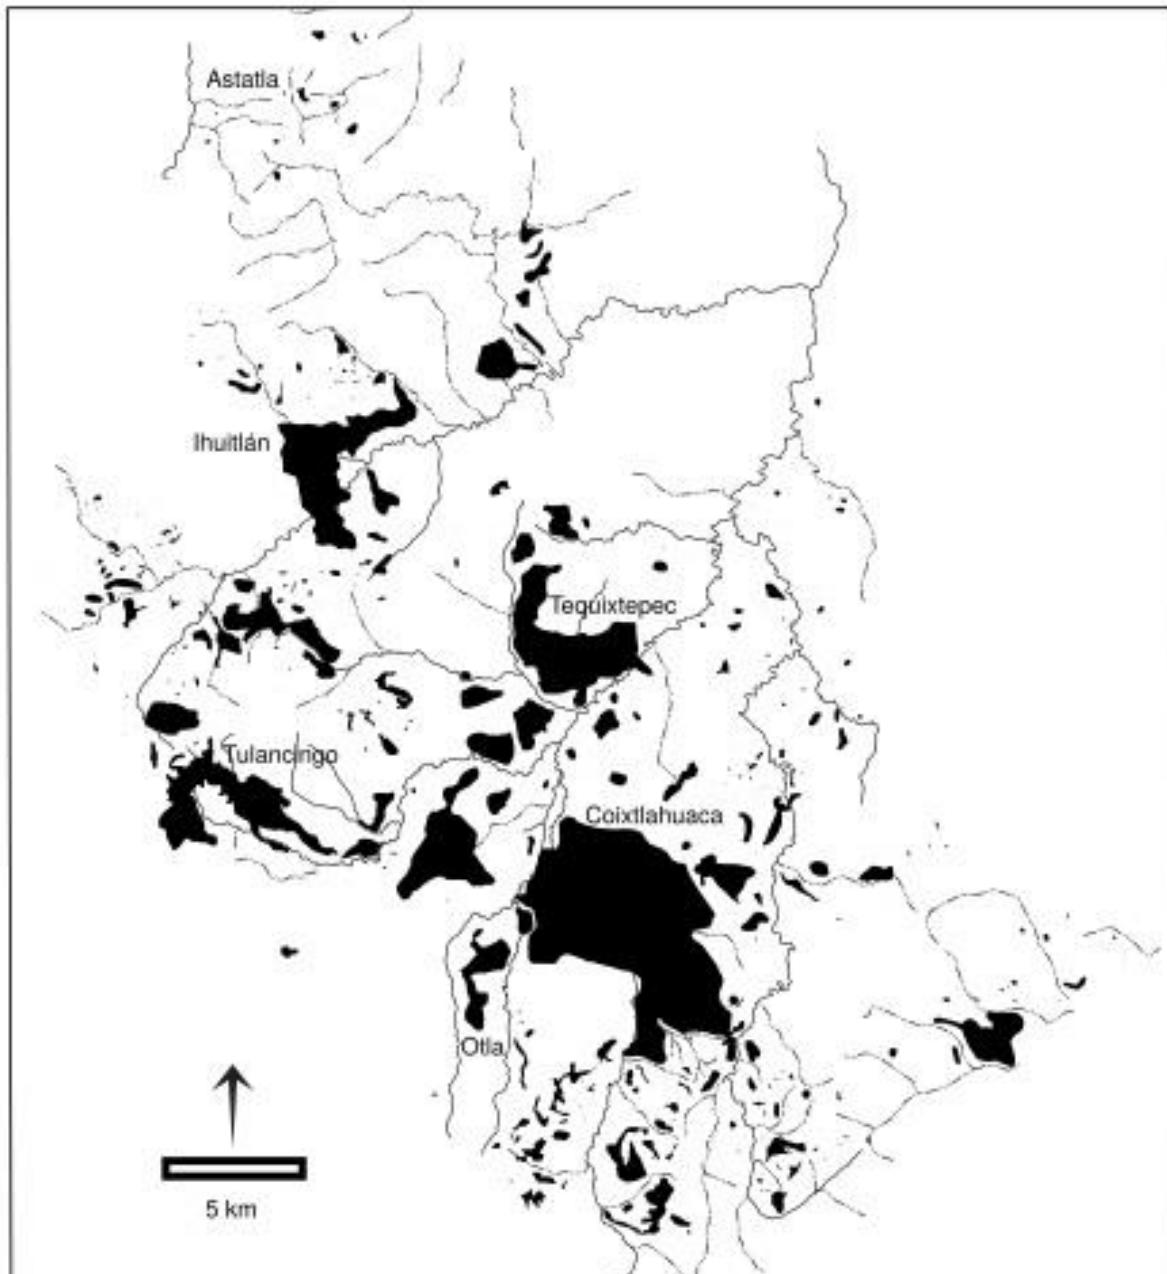 Astatla
Ihuitlán
Tequixtepec
Tulancingo
Coixtlahuaca
Otla
5 km